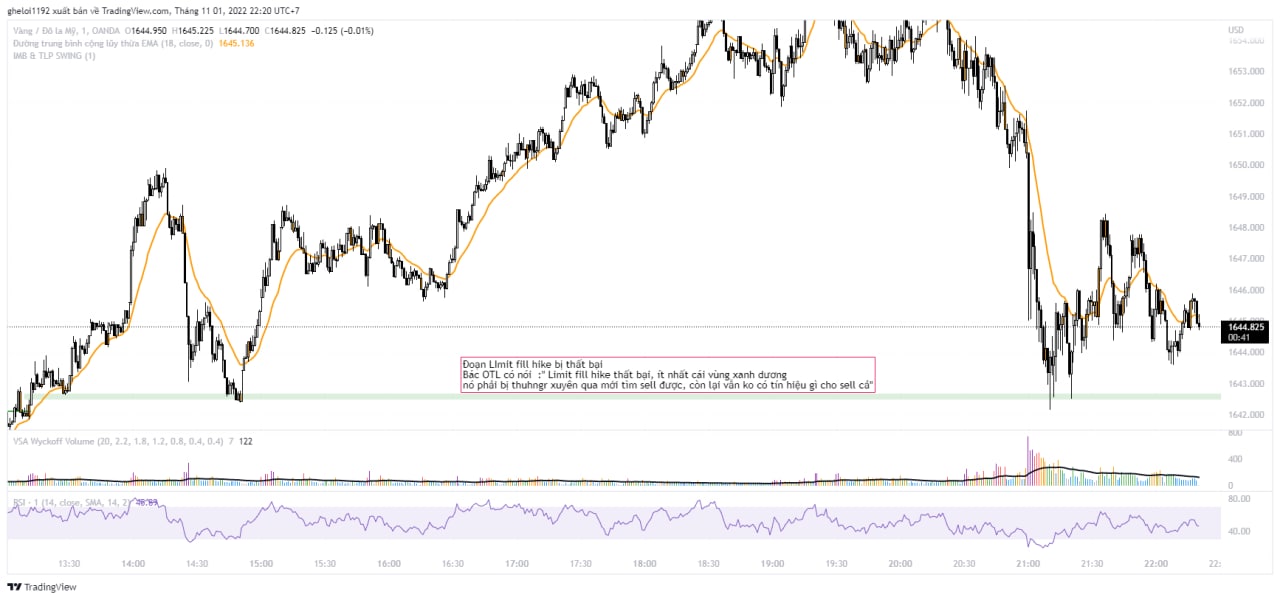 gheloi1192 xuất bản về TradingView.com, Tháng 11 01, 2022 22:20 UTC+7
Vàng / Đô la Mỹ, 1, OANDA O1644.950 H1645.225 L1644.700 C1644.825 -0.125 (-0.01%)
Đường trung bình cộng lũy thừa EMA (18, close, 0) 1645.136
IMB & TLP SWING (1)
USD
1654.000
1653.000
1652.000
1651.000
1650.000
1649.000
1648.000
1647.000
1646.000
1644.825
00:41
1644.000
1643.000
1642.000
Đoạn LImit fill hike bị thất bại
Bác OTL có nói :" Limit fill hike thất bại, ít nhất cái vùng xanh dương
nó phải bị thuhngr xuyên qua mới tìm sell được, còn lại vẫn ko có tín hiệu gì cho sell cả"
VSA Wyckoff Volume (20, 2.2, 1.8, 1.2, 0.8, 0.4, 0.4) 7 122
800
400
0
RSI - 1 (14, close, SMA, 14, 2)
80.00
40.00
13:30 14:00 14:30 15:00 15:30 16:00 16:30 17:00 17:30 18:00 18:30 19:00 19:30 20:00 20:30 21:00 21:30 22:00 22:
TradingView